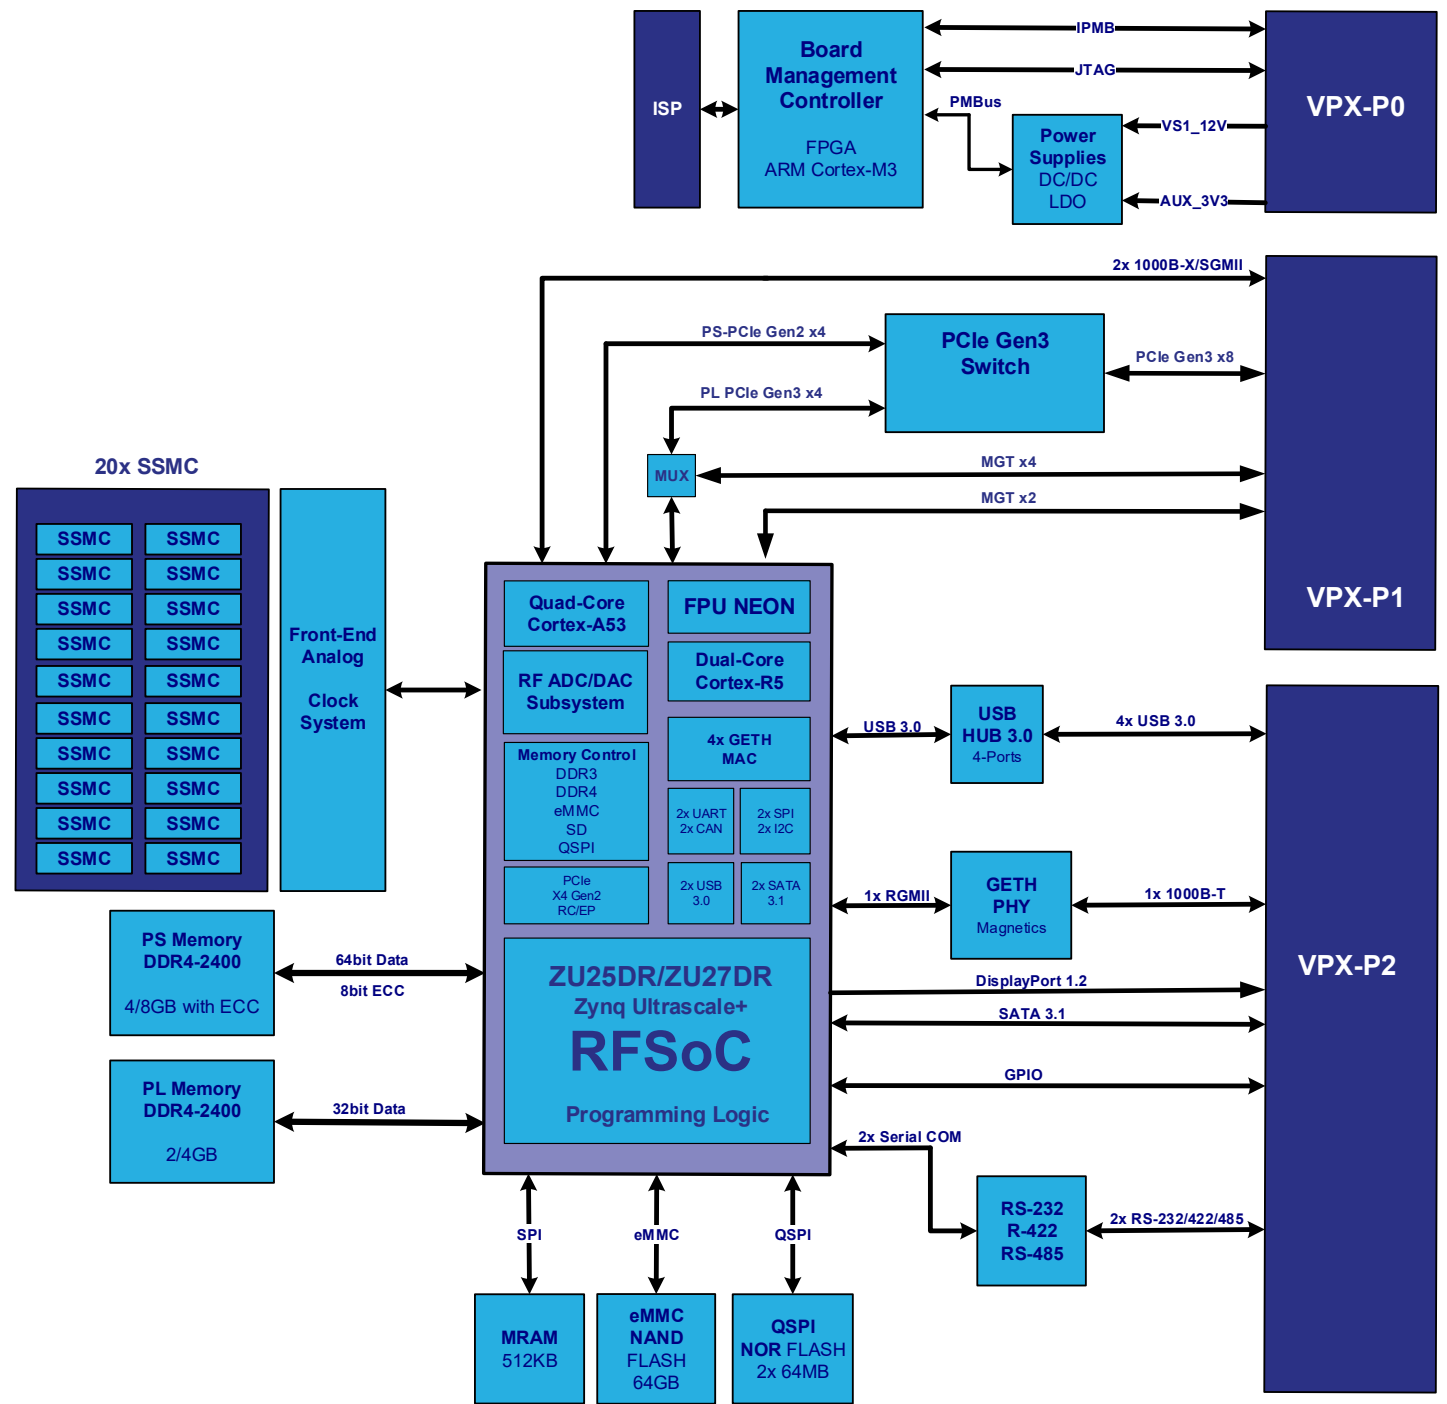 ISP
Board
Management
Controller
FPGA
ARM Cortex-M3
IPMB
JTAG
PMBus
Power
Supplies
DC/DC
LDO
VS1_12V
AUX_3V3
VPX-P0
2x 1000B-X/SGMII
PS-PCIe Gen2 x4
PCIe Gen3
Switch
PCIe Gen3 x8
PL PCIe Gen3 x4
MUX
MGT x4
MGT x2
VPX-P1
20x SSMC
SSMC SSMC
SSMC SSMC
SSMC SSMC
SSMC SSMC
SSMC SSMC
SSMC SSMC
SSMC SSMC
SSMC SSMC
SSMC SSMC
SSMC SSMC
Front-End
Analog
Clock
System
Quad-Core
Cortex-A53
FPU NEON
RF ADC/DAC
Subsystem
Dual-Core
Cortex-R5
Memory Control
DDR3
DDR4
eMMC
SD
QSPI
4x GETH
MAC
2x UART
2x CAN
2x SPI
2x I2C
PCIe
X4 Gen2
RC/EP
2x USB
3.0
2x SATA
3.1
ZU25DR/ZU27DR
Zynq Ultrascale+
RFSoC
Programming Logic
USB 3.0
USB
HUB 3.0
4-Ports
4x USB 3.0
1x RGMII
GETH
PHY
Magnetics
1x 1000B-T
DisplayPort 1.2
SATA 3.1
GPIO
2x Serial COM
RS-232
R-422
RS-485
2x RS-232/422/485
VPX-P2
PS Memory
DDR4-2400
4/8GB with ECC
64bit Data
8bit ECC
PL Memory
DDR4-2400
2/4GB
32bit Data
SPI
eMMC
QSPI
MRAM
512KB
eMMC
NAND
FLASH
64GB
QSPI
NOR FLASH
2x 64MB